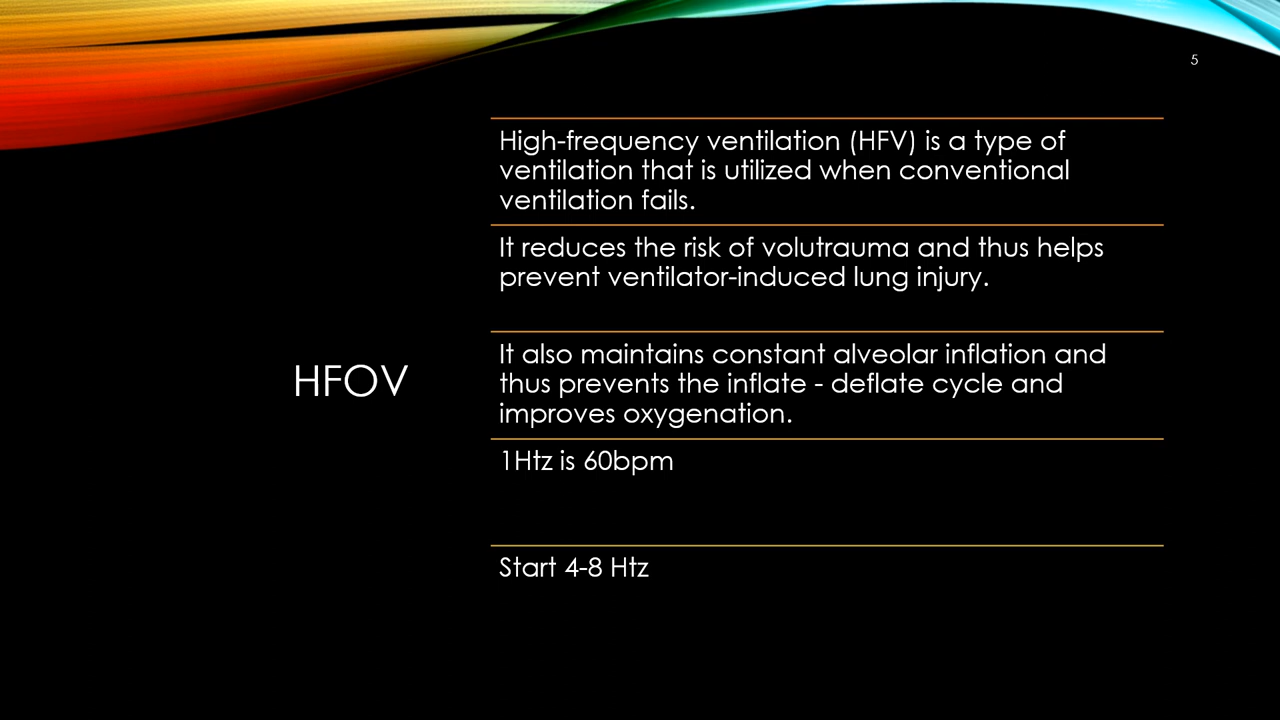 5
High-frequency ventilation (HFV) is a type of
ventilation that is utilized when conventional
ventilation fails.
It reduces the risk of volutrauma and thus helps
prevent ventilator-induced lung injury.
HFOV
It also maintains constant alveolar inflation and
thus prevents the inflate - deflate cycle and
improves oxygenation.
1Htz is 60bpm
Start 4-8 Htz